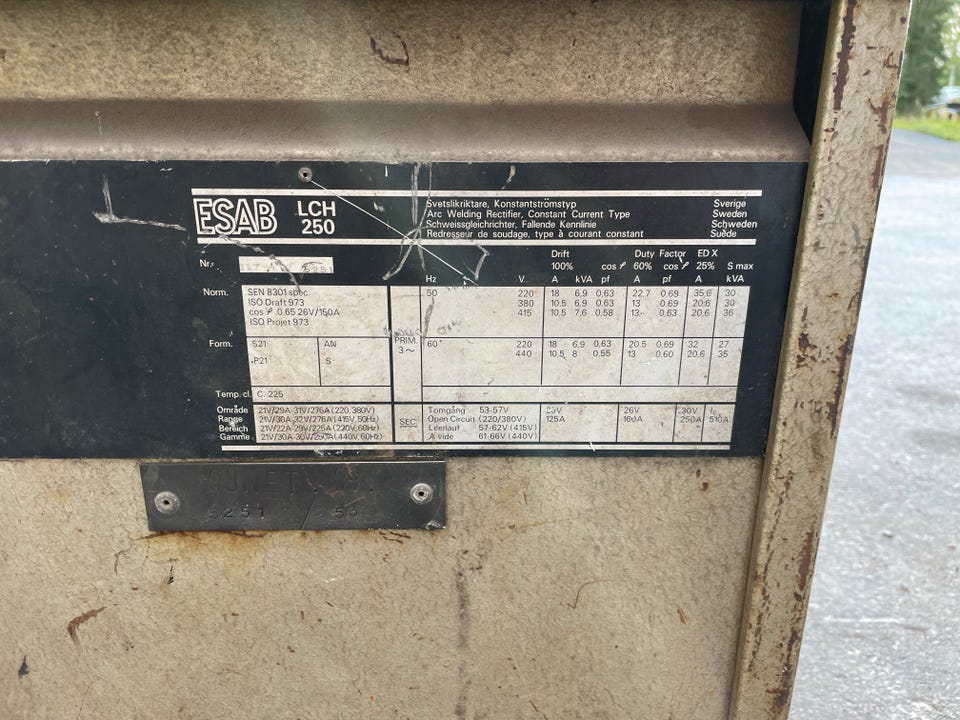 ESAB LCH 250
Svetslikriktare, Konstantströmstyp Sverige
Arc Welding Rectifier, Constant Current Type Sweden
Schweissgleichrichter, Fallende Kennlinie Schweden
Redresseur de soudage, type à courant constant Suède
Drift Duty Factor ED X
100% cos φ 60% cos φ 25% S max
Nr. 5251
Hz V A kVA pf A pf A kVA
Norm. SEN 8301 spec. 50 220 18 6.9 0,63 22,7 0.69 35,6 30
ISO Draft 973 380 10,5 6.9 0,63 13 0.69 20.6 30
cos φ 0,65 26V/150A 415 10,5 7.6 0,58 13 0.63 20.6 36
ISO Projet 973
PRIM. 3~
Form. S21 AN 60 220 18 6.9 0,63 20.5 0.69 32 27
P21 S 440 10,5 8 0.55 13 0,60 20.6 35
Temp. cl. C. 225
Område 21V/29A-31V/276A (220,380V) Tomgång 53-57V 25V 26V 30V
Range 21V/30A-32V/276A (415V,50Hz) SEC. Open Circuit (220/380V) 125A 160A 250A 510A
Bereich 21V/22A-29V/225A (220V,60Hz) Leerlauf 57-62V (415V)
Gamme 21V/30A-30V/250A (440V,60Hz) A vide 61-66V (440V)
5251 / 53